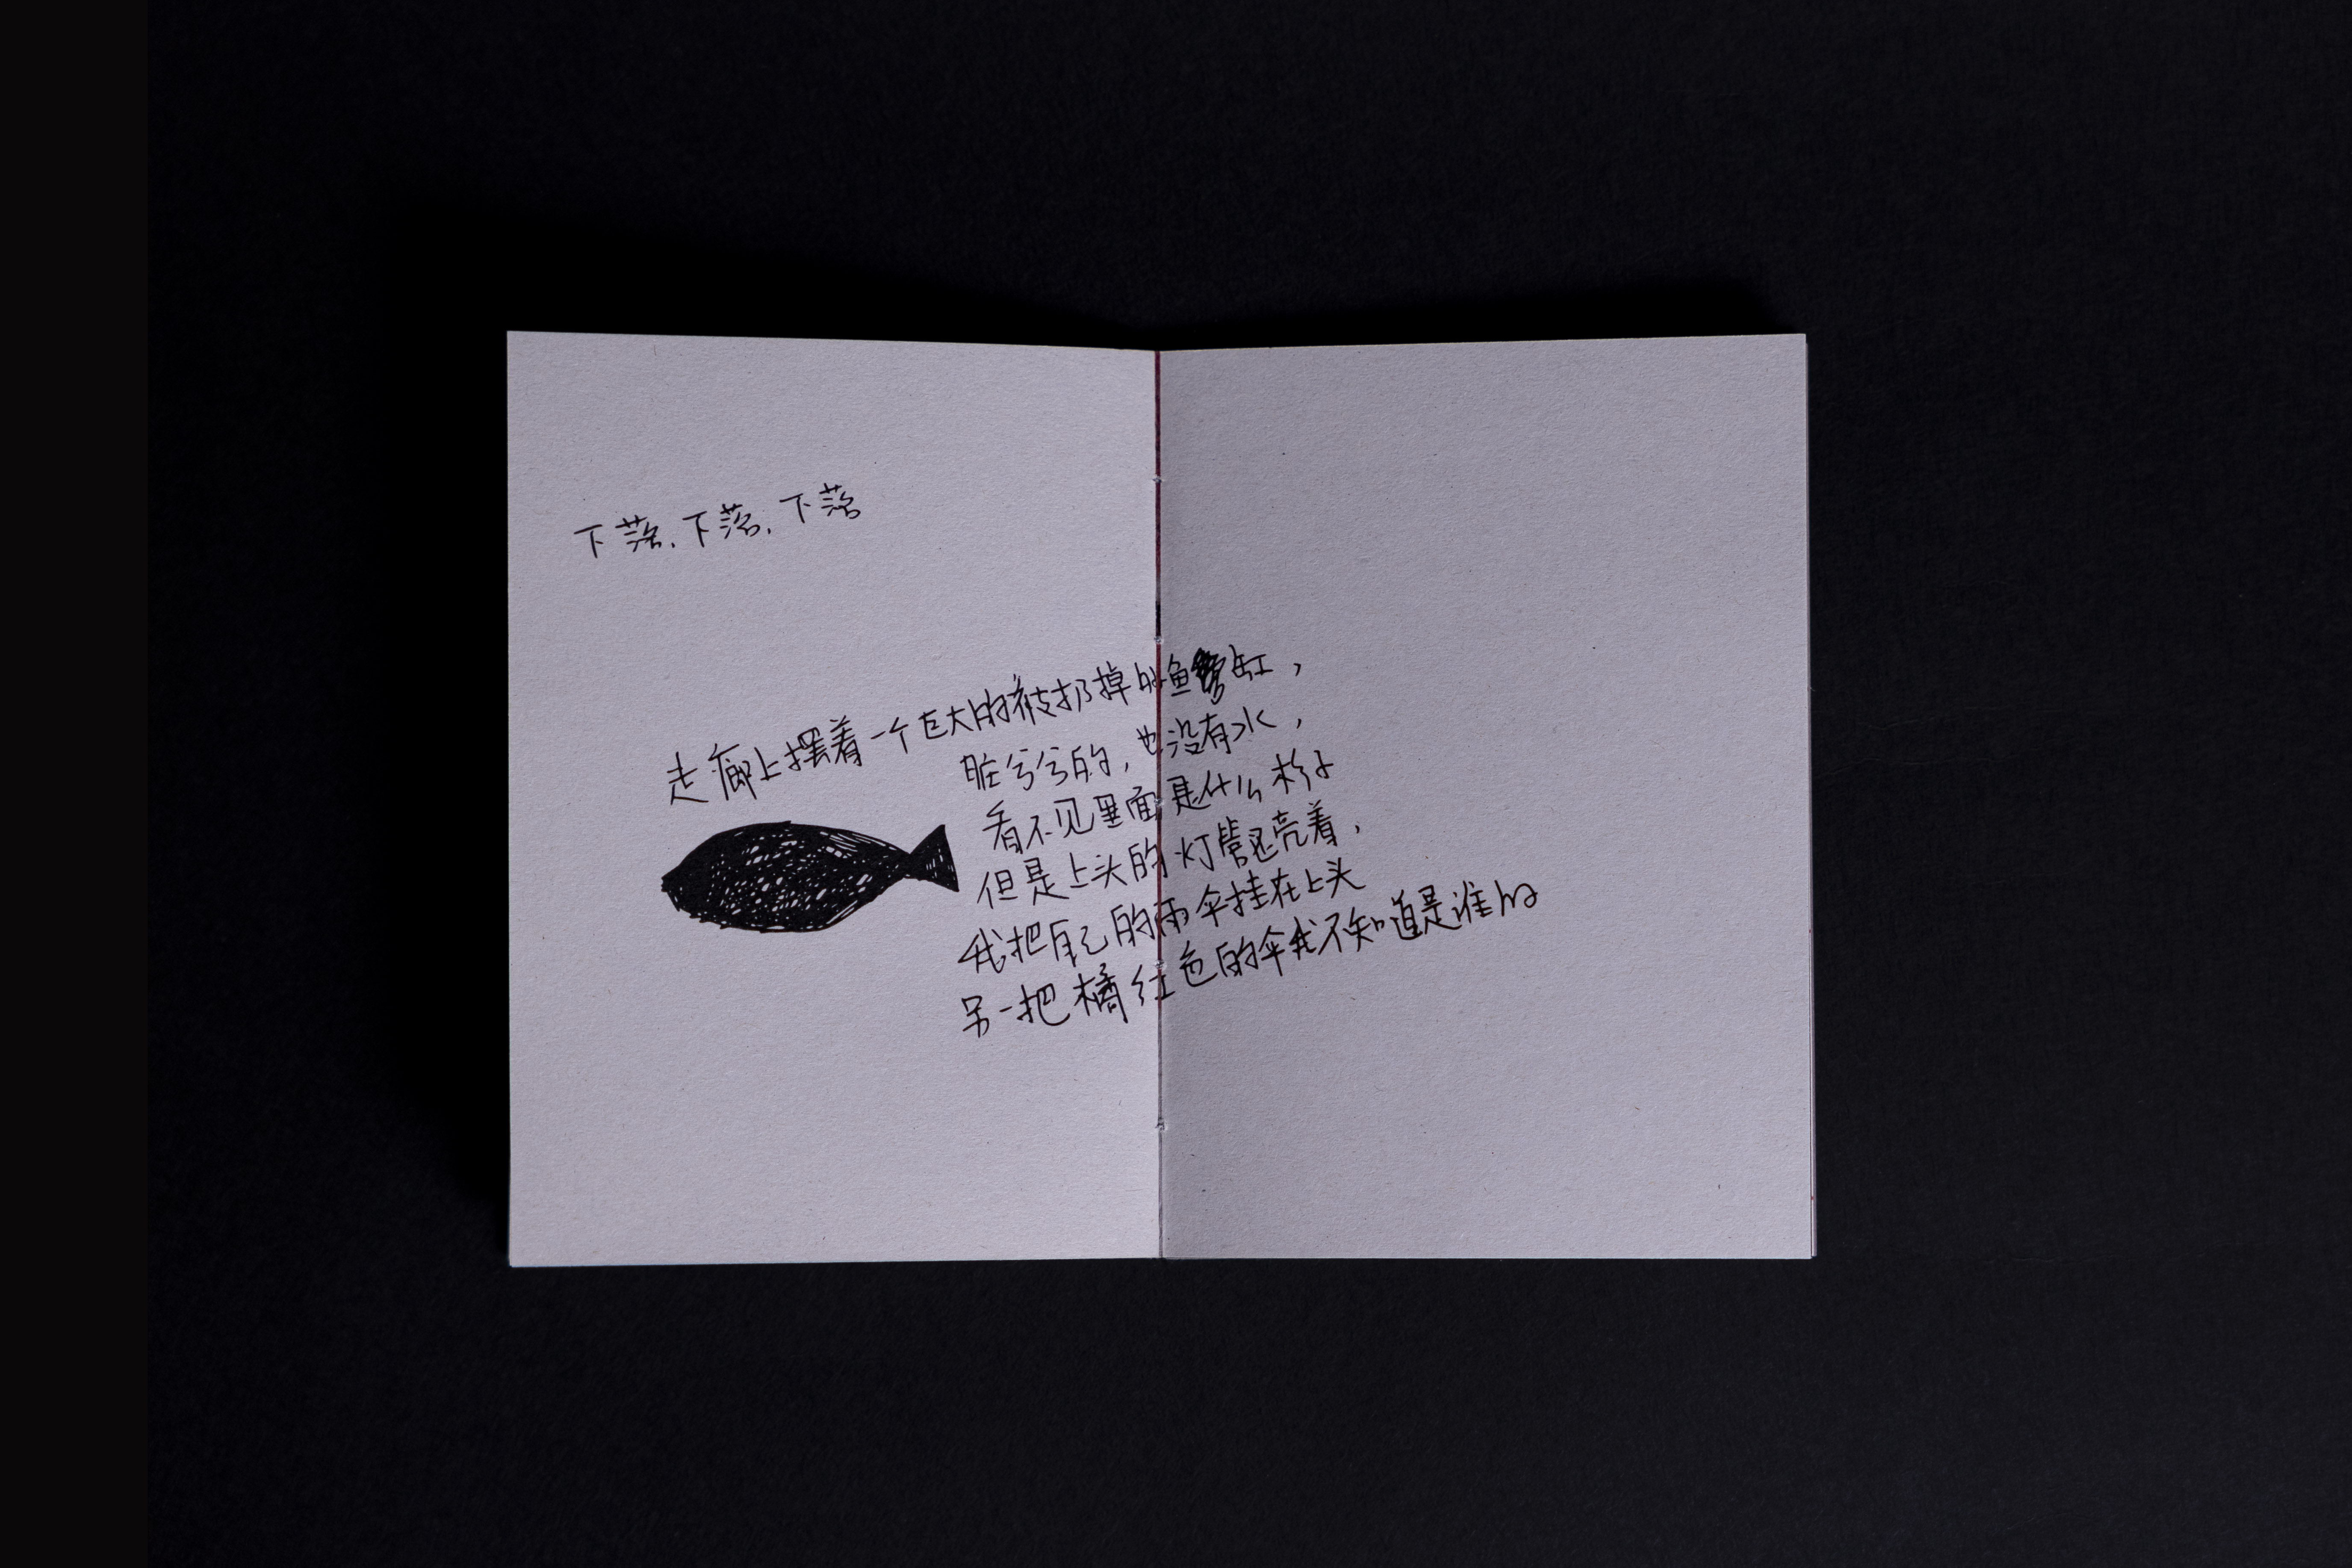 下落,下落,下落
走廊上摆着一个巨大的被扔掉的鱼缸,
脏兮兮的,也没有水,
看不见里面是什么样子
但是上头的灯管还亮着,
我把自己的雨伞挂在上头
另一把橘红色的伞我不知道是谁的